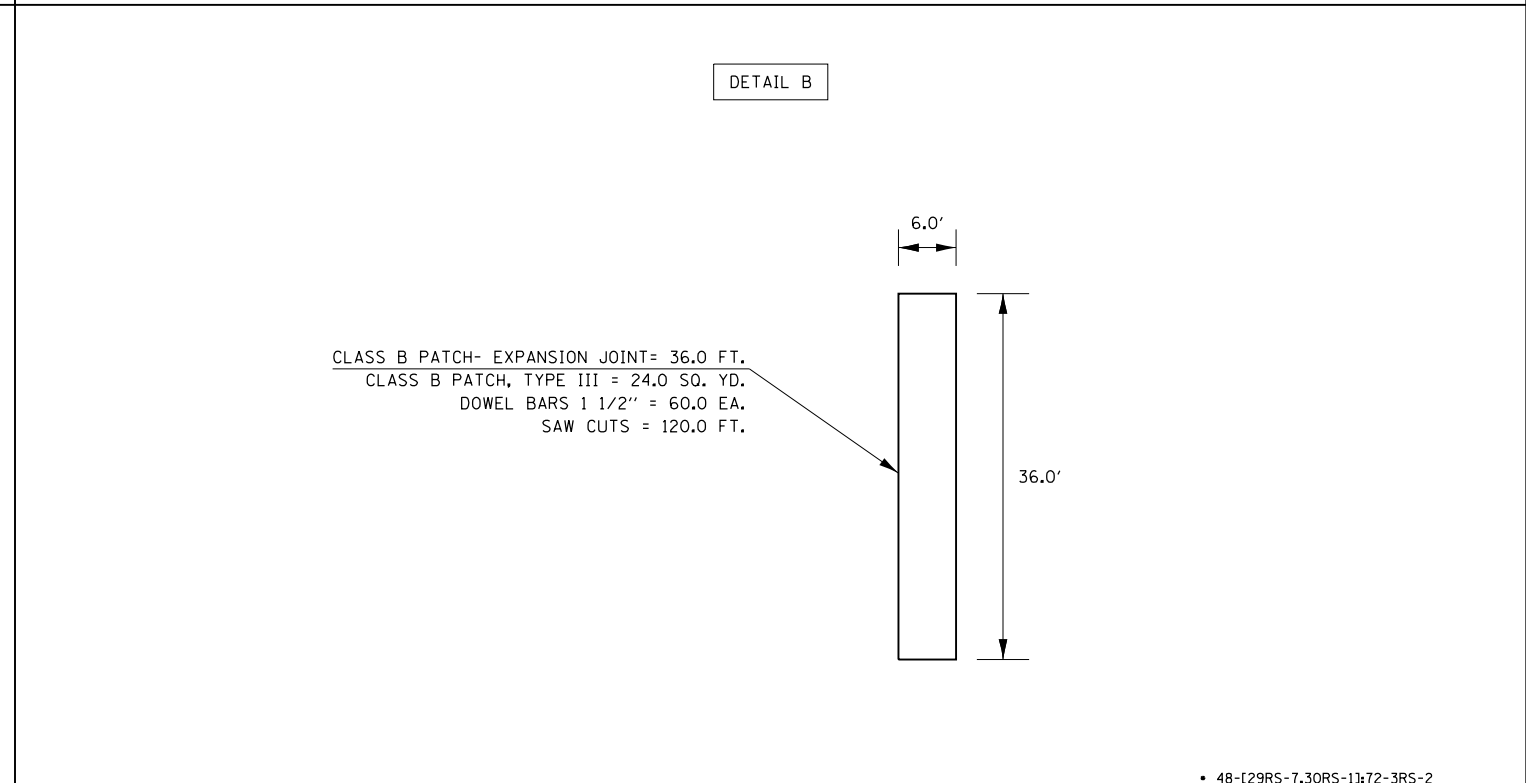 DETAIL B
6.0'
CLASS B PATCH- EXPANSION JOINT= 36.0 FT.
CLASS B PATCH, TYPE III = 24.0 SQ. YD.
DOWEL BARS 1 1/2'' = 60.0 EA.
SAW CUTS = 120.0 FT.
36.0'
• 48-[29RS-7,30RS-1];72-3RS-2